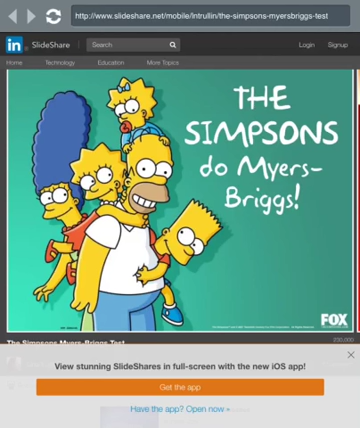 http://www.slideshare.net/mobile/lntrullin/the-simpsons-myersbriggs-test
in SlideShare Search Login Signup
Home Technology Education More Topics
THE
SIMPSONS
do Myers-
Briggs!
FOX
The Simpsons Myers-Briggs Test
View stunning SlideShares in full-screen with the new iOS app!
Get the app
Have the app? Open now